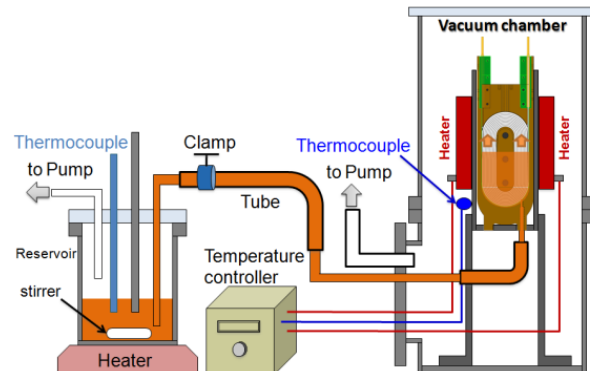 Vacuum chamber
Thermocouple
to Pump
Clamp
Tube
Thermocouple
to Pump
Heater
Heater
Reservoir
stirrer
Temperature
controller
Heater